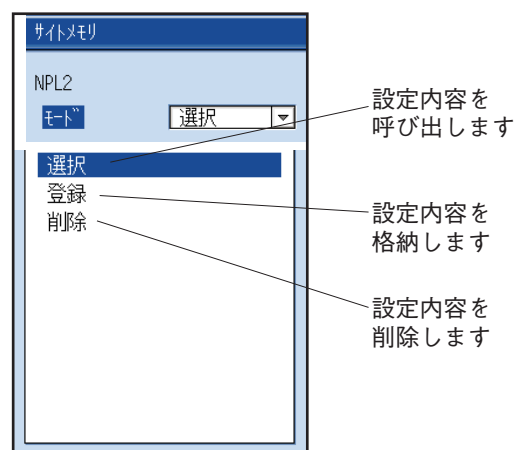 サイトメモリ
NPL2
モード
選択
選択
登録
削除
設定内容を
呼び出します
設定内容を
格納します
設定内容を
削除します